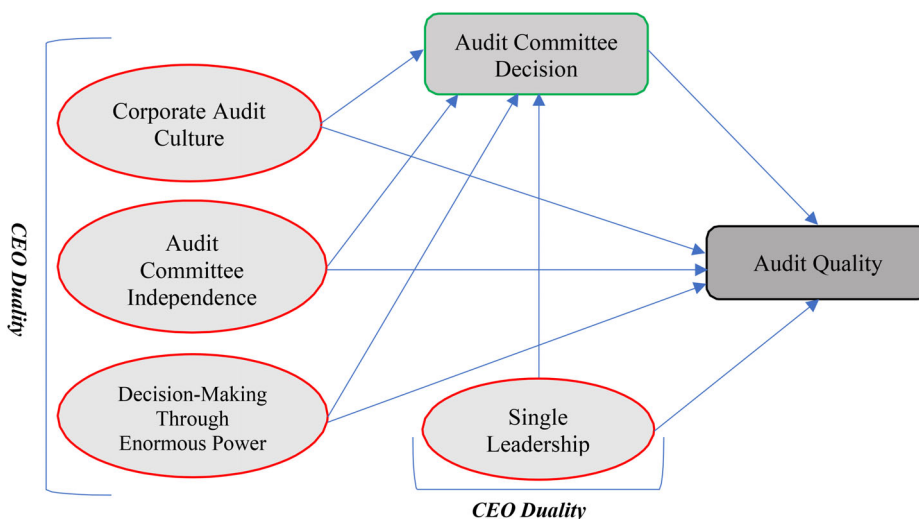 Audit Committee
Decision
Corporate Audit
Culture
Audit
Committee
Independence
Audit Quality
Decision-Making
Through
Enormous Power
Single
Leadership
CEO Duality
CEO Duality